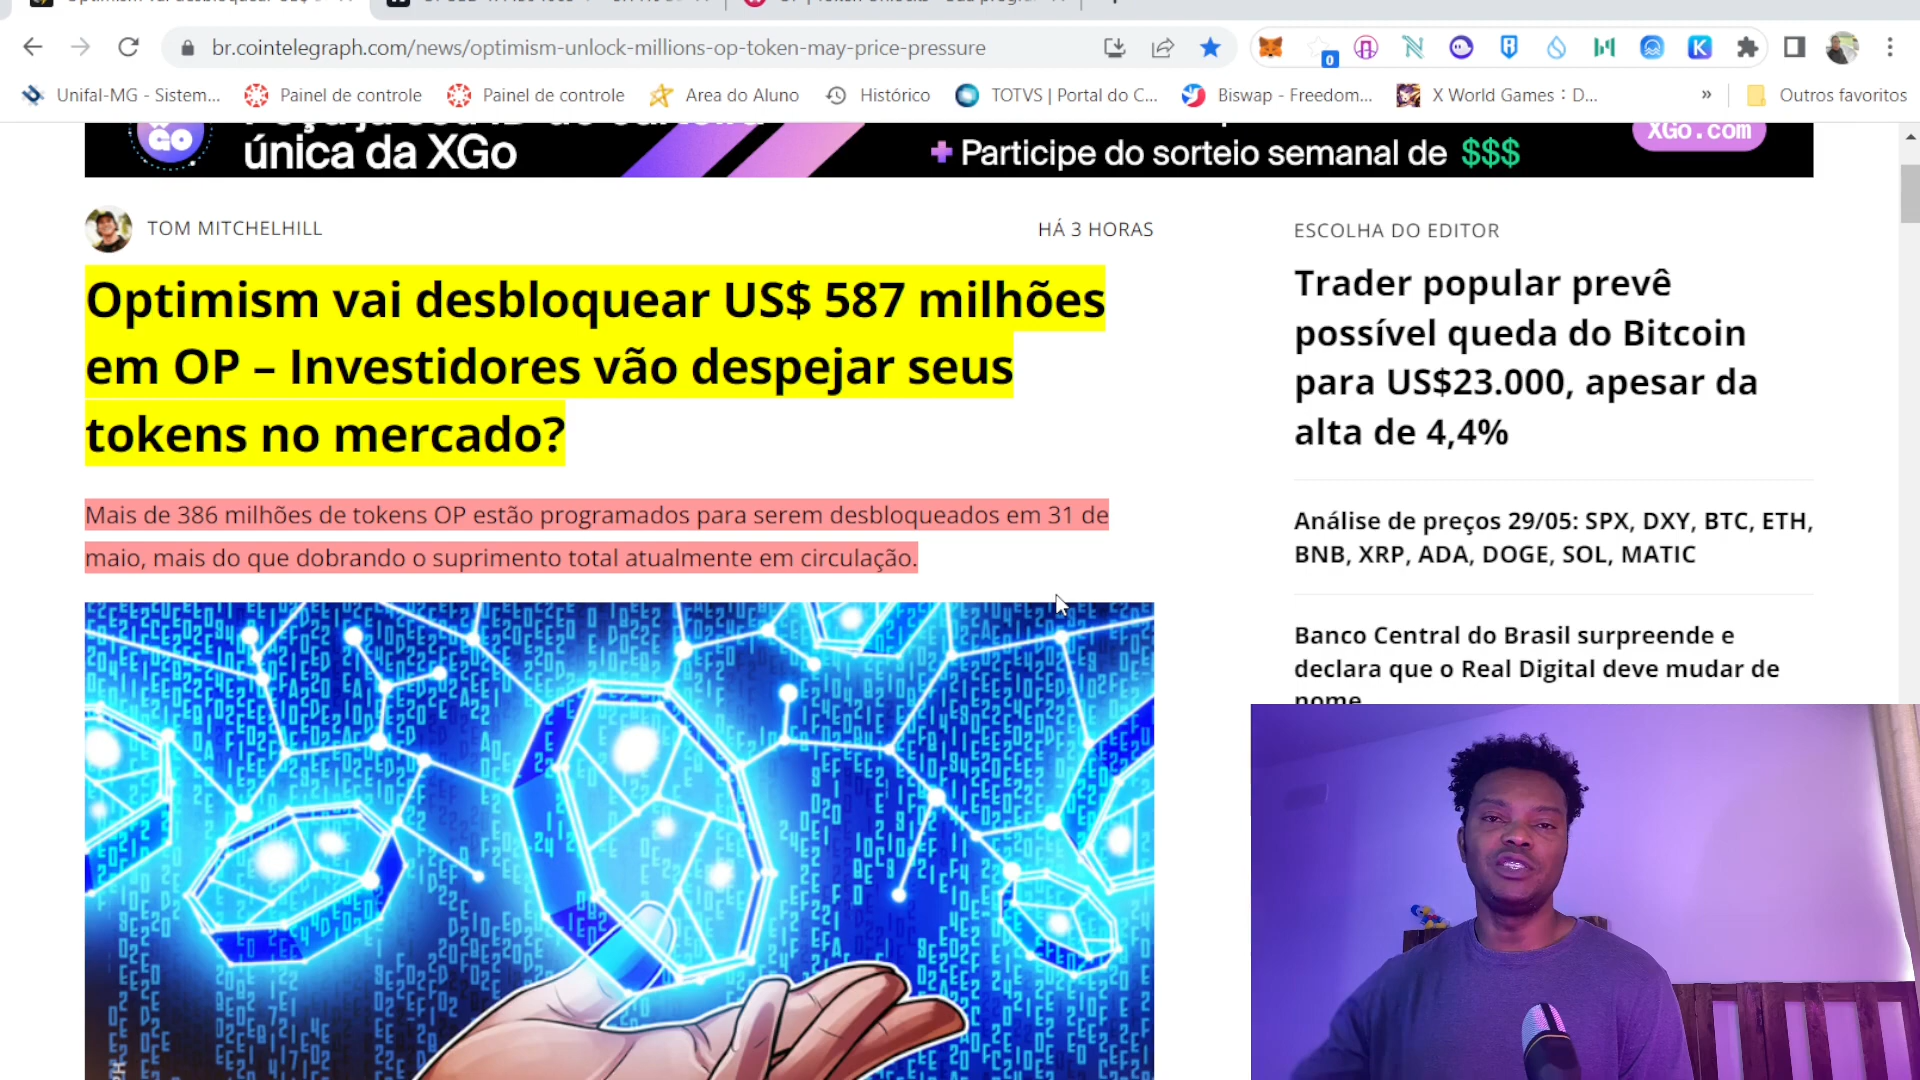 br.cointelegraph.com/news/optimism-unlock-millions-op-token-may-price-pressure
0
Unifal-MG - Sistem...
Painel de controle
Painel de controle
Area do Aluno
Histórico
TOTVS | Portal do C...
Biswap - Freedom...
X World Games : D...
»
Outros favoritos
GO
única da XGo
+ Participe do sorteio semanal de $$$
XGo.com
TOM MITCHELHILL
HÁ 3 HORAS
Optimism vai desbloquear US$ 587 milhões
em OP – Investidores vão despejar seus
tokens no mercado?
Mais de 386 milhões de tokens OP estão programados para serem desbloqueados em 31 de
maio, mais do que dobrando o suprimento total atualmente em circulação.
ESCOLHA DO EDITOR
Trader popular prevê
possível queda do Bitcoin
para US$23.000, apesar da
alta de 4,4%
Análise de preços 29/05: SPX, DXY, BTC, ETH,
BNB, XRP, ADA, DOGE, SOL, MATIC
Banco Central do Brasil surpreende e
declara que o Real Digital deve mudar de
nome